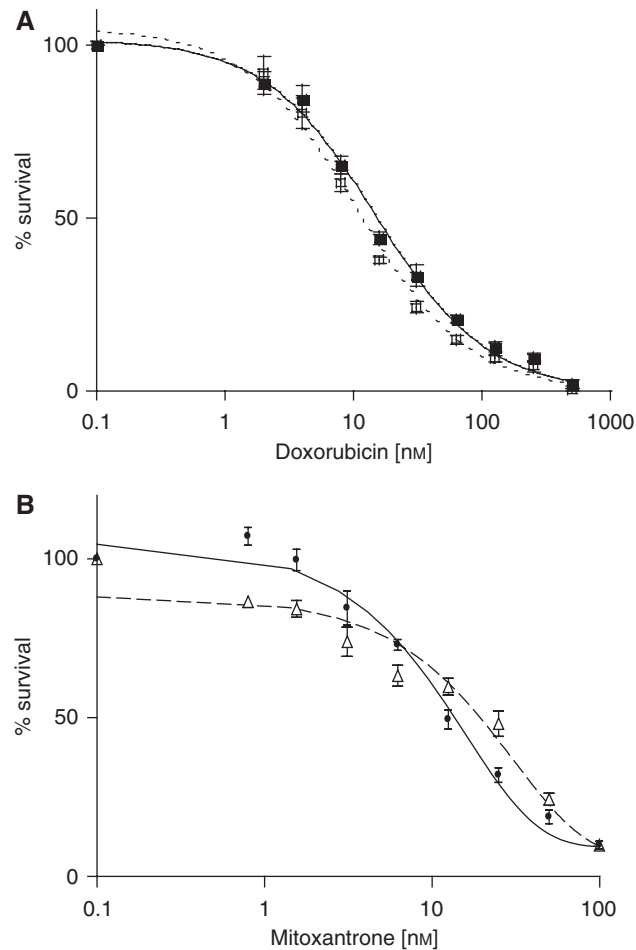 A
100
50
0
% survival
0.1 1 10 100 1000
Doxorubicin [nM]
B
100
50
0
% survival
0.1 1 10 100
Mitoxantrone [nM]